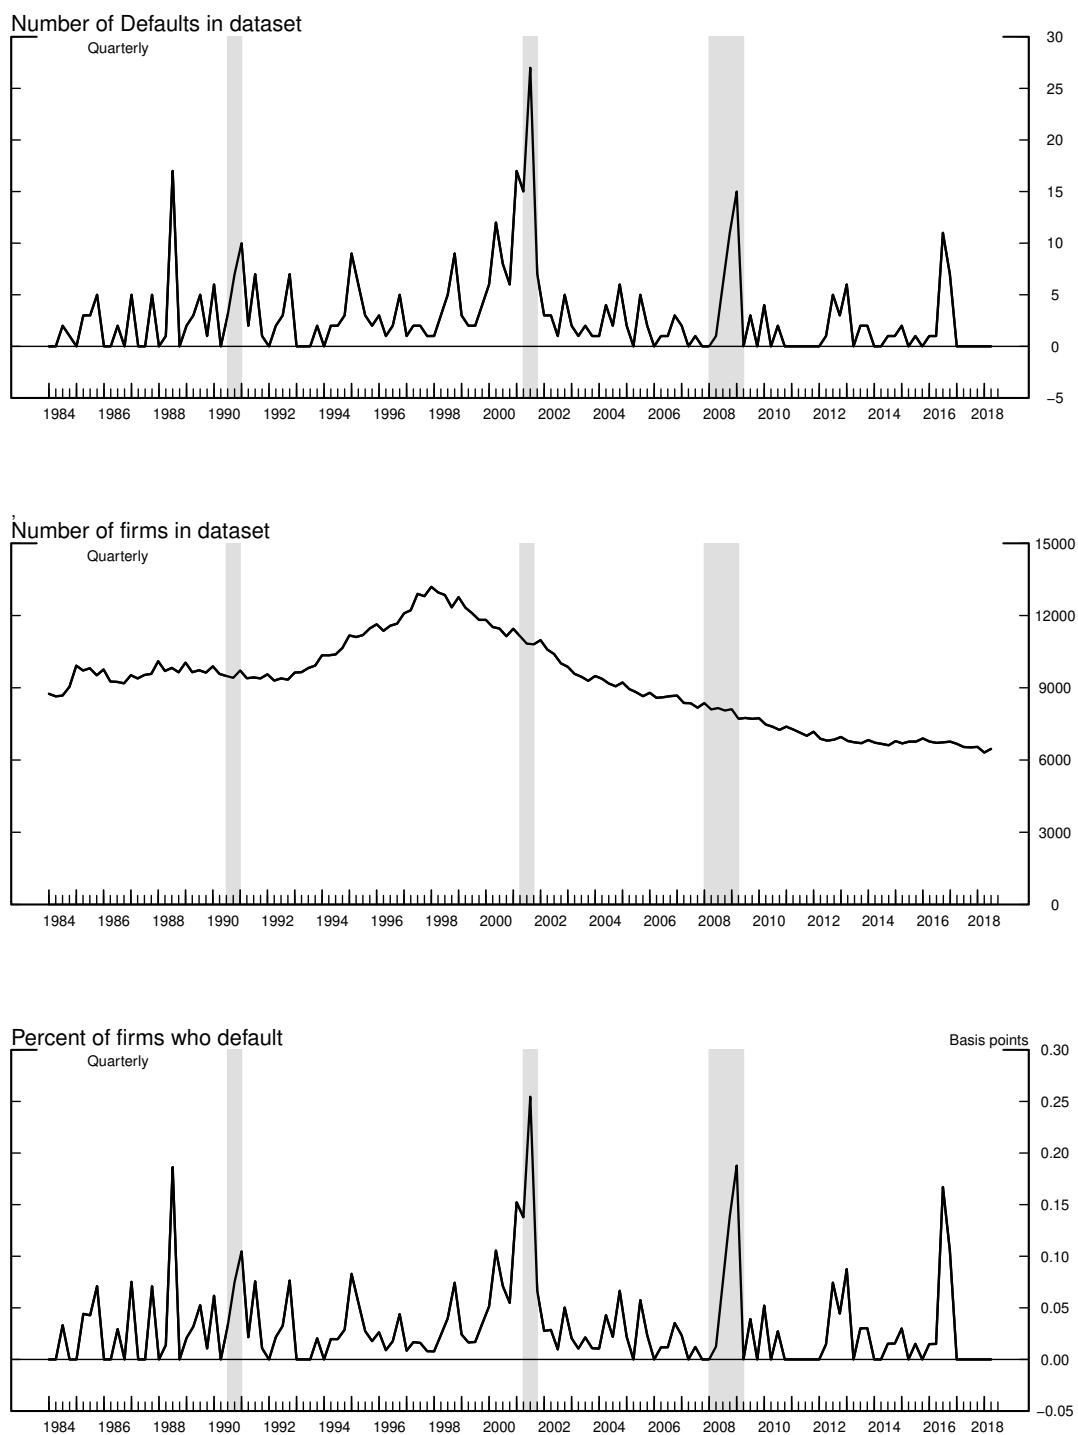 Number of Defaults in dataset
Quarterly
30
25
20
15
10
5
0
−5
1984 1986 1988 1990 1992 1994 1996 1998 2000 2002 2004 2006 2008 2010 2012 2014 2016 2018
,
Number of firms in dataset
Quarterly
15000
12000
9000
6000
3000
0
1984 1986 1988 1990 1992 1994 1996 1998 2000 2002 2004 2006 2008 2010 2012 2014 2016 2018
Percent of firms who default
Basis points
Quarterly
0.30
0.25
0.20
0.15
0.10
0.05
0.00
−0.05
1984 1986 1988 1990 1992 1994 1996 1998 2000 2002 2004 2006 2008 2010 2012 2014 2016 2018